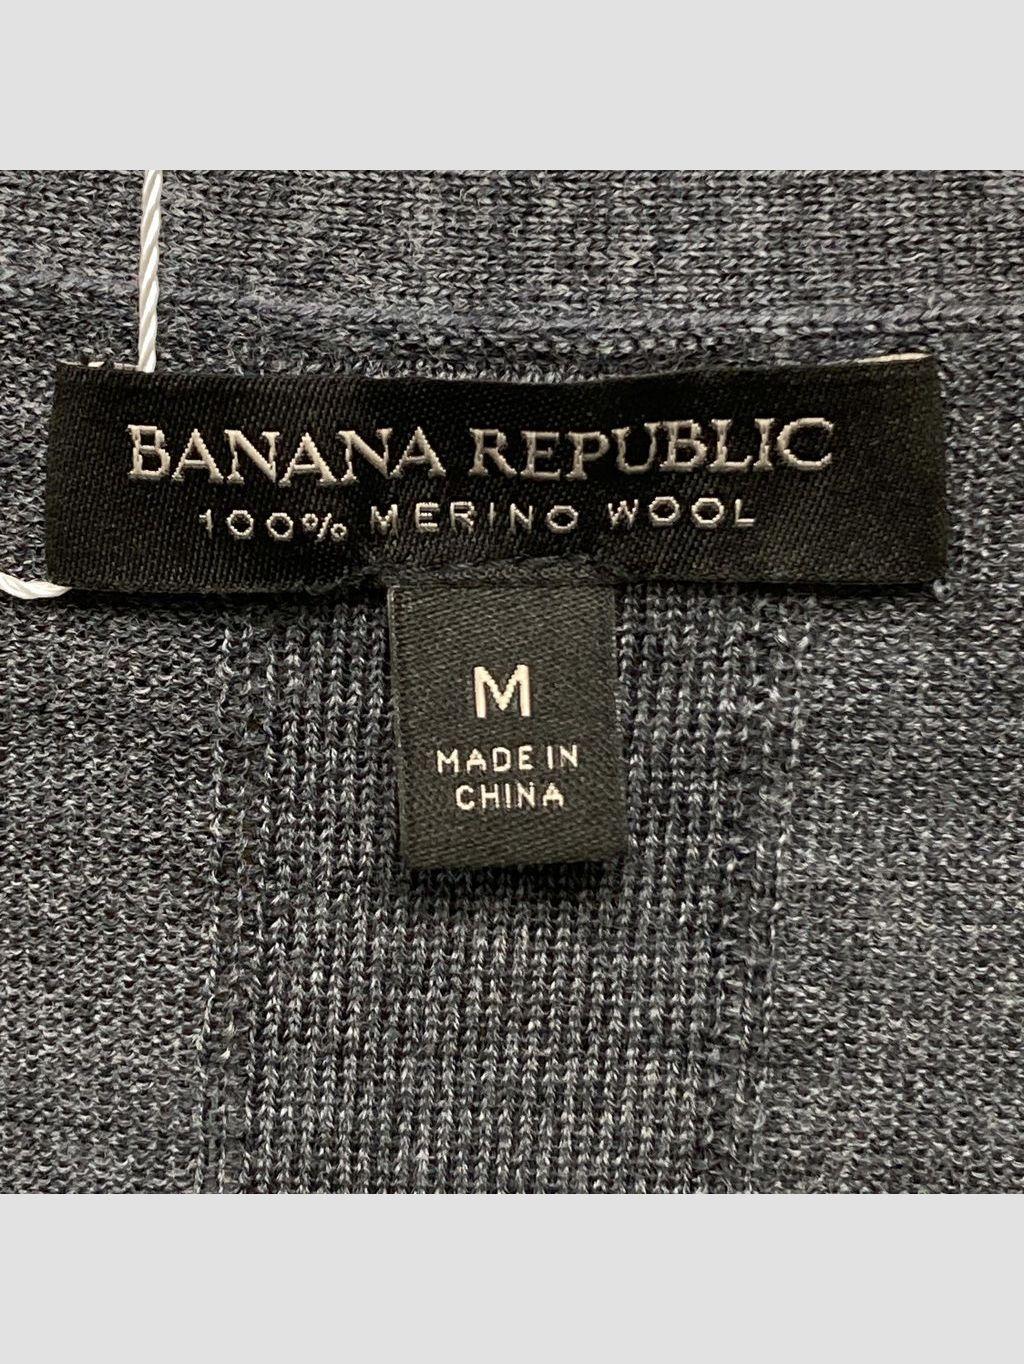 BANANA REPUBLIC
100% MERINO WOOL
M
MADE IN
CHINA